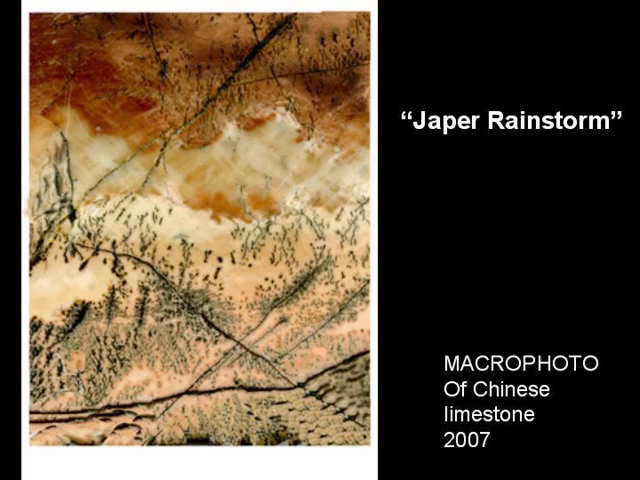 “Japer Rainstorm”
MACROPHOTO
Of Chinese
limestone
2007